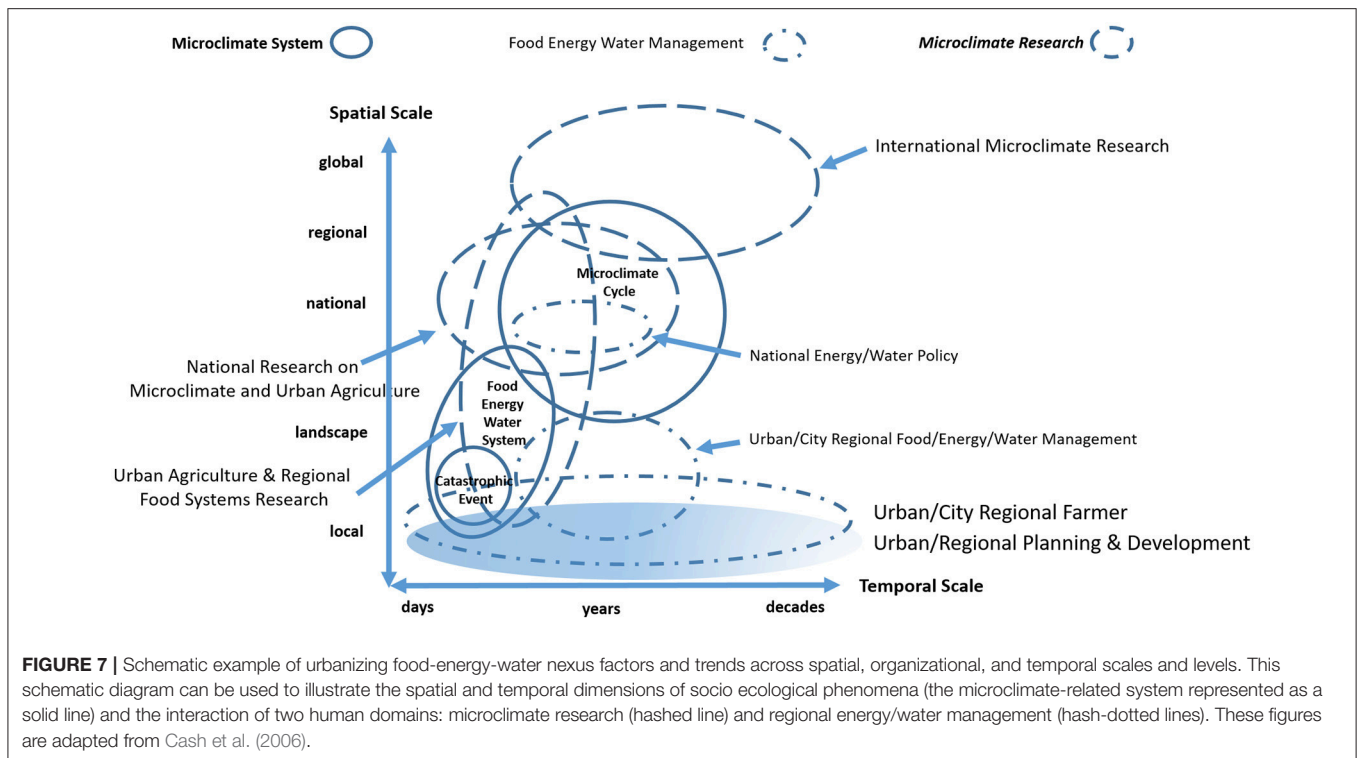 Microclimate System
Food Energy Water Management
Microclimate Research
Spatial Scale
global
International Microclimate Research
regional
Microclimate
Cycle
national
National Energy/Water Policy
National Research on
Microclimate and Urban Agriculture
Food
Energy
Water
System
landscape
Urban/City Regional Food/Energy/Water Management
Urban Agriculture & Regional
Food Systems Research
Catastrophic
Event
Urban/City Regional Farmer
local
Urban/Regional Planning & Development
Temporal Scale
days
years
decades
FIGURE 7 | Schematic example of urbanizing food-energy-water nexus factors and trends across spatial, organizational, and temporal scales and levels. This
schematic diagram can be used to illustrate the spatial and temporal dimensions of socio ecological phenomena (the microclimate-related system represented as a
solid line) and the interaction of two human domains: microclimate research (hashed line) and regional energy/water management (hash-dotted lines). These figures
are adapted from Cash et al. (2006).